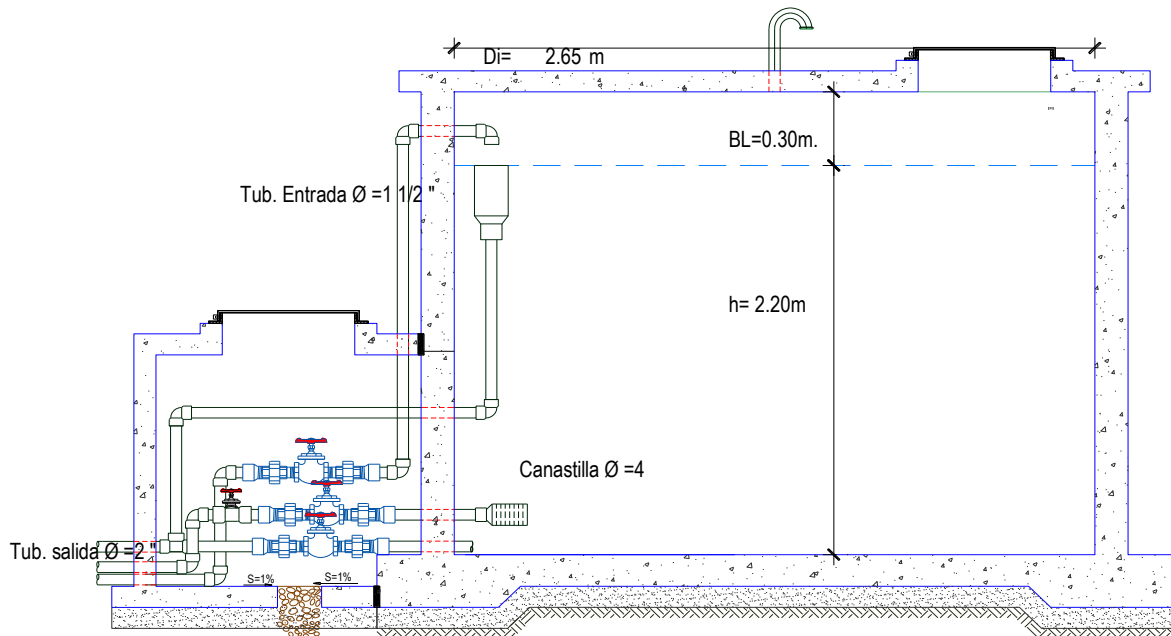 Di= 2.65 m
BL=0.30m.
Tub. Entrada Ø =1 1/2 "
h= 2.20m
Canastilla Ø =4
Tub. salida Ø =2 "
S=1% S=1%